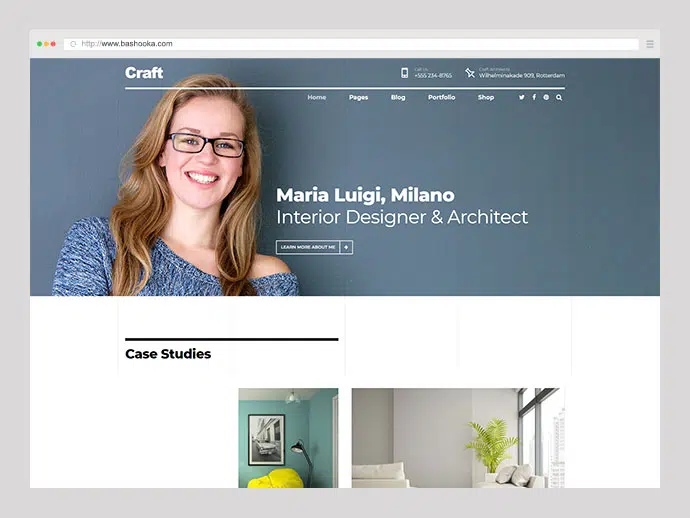 http://www.bashooka.com
Craft
Call Us
+555 234-8765
Craft Architects
Wilhelminakade 909, Rotterdam
Home Pages Blog Portfolio Shop
Maria Luigi, Milano
Interior Designer & Architect
LEARN MORE ABOUT ME
Case Studies